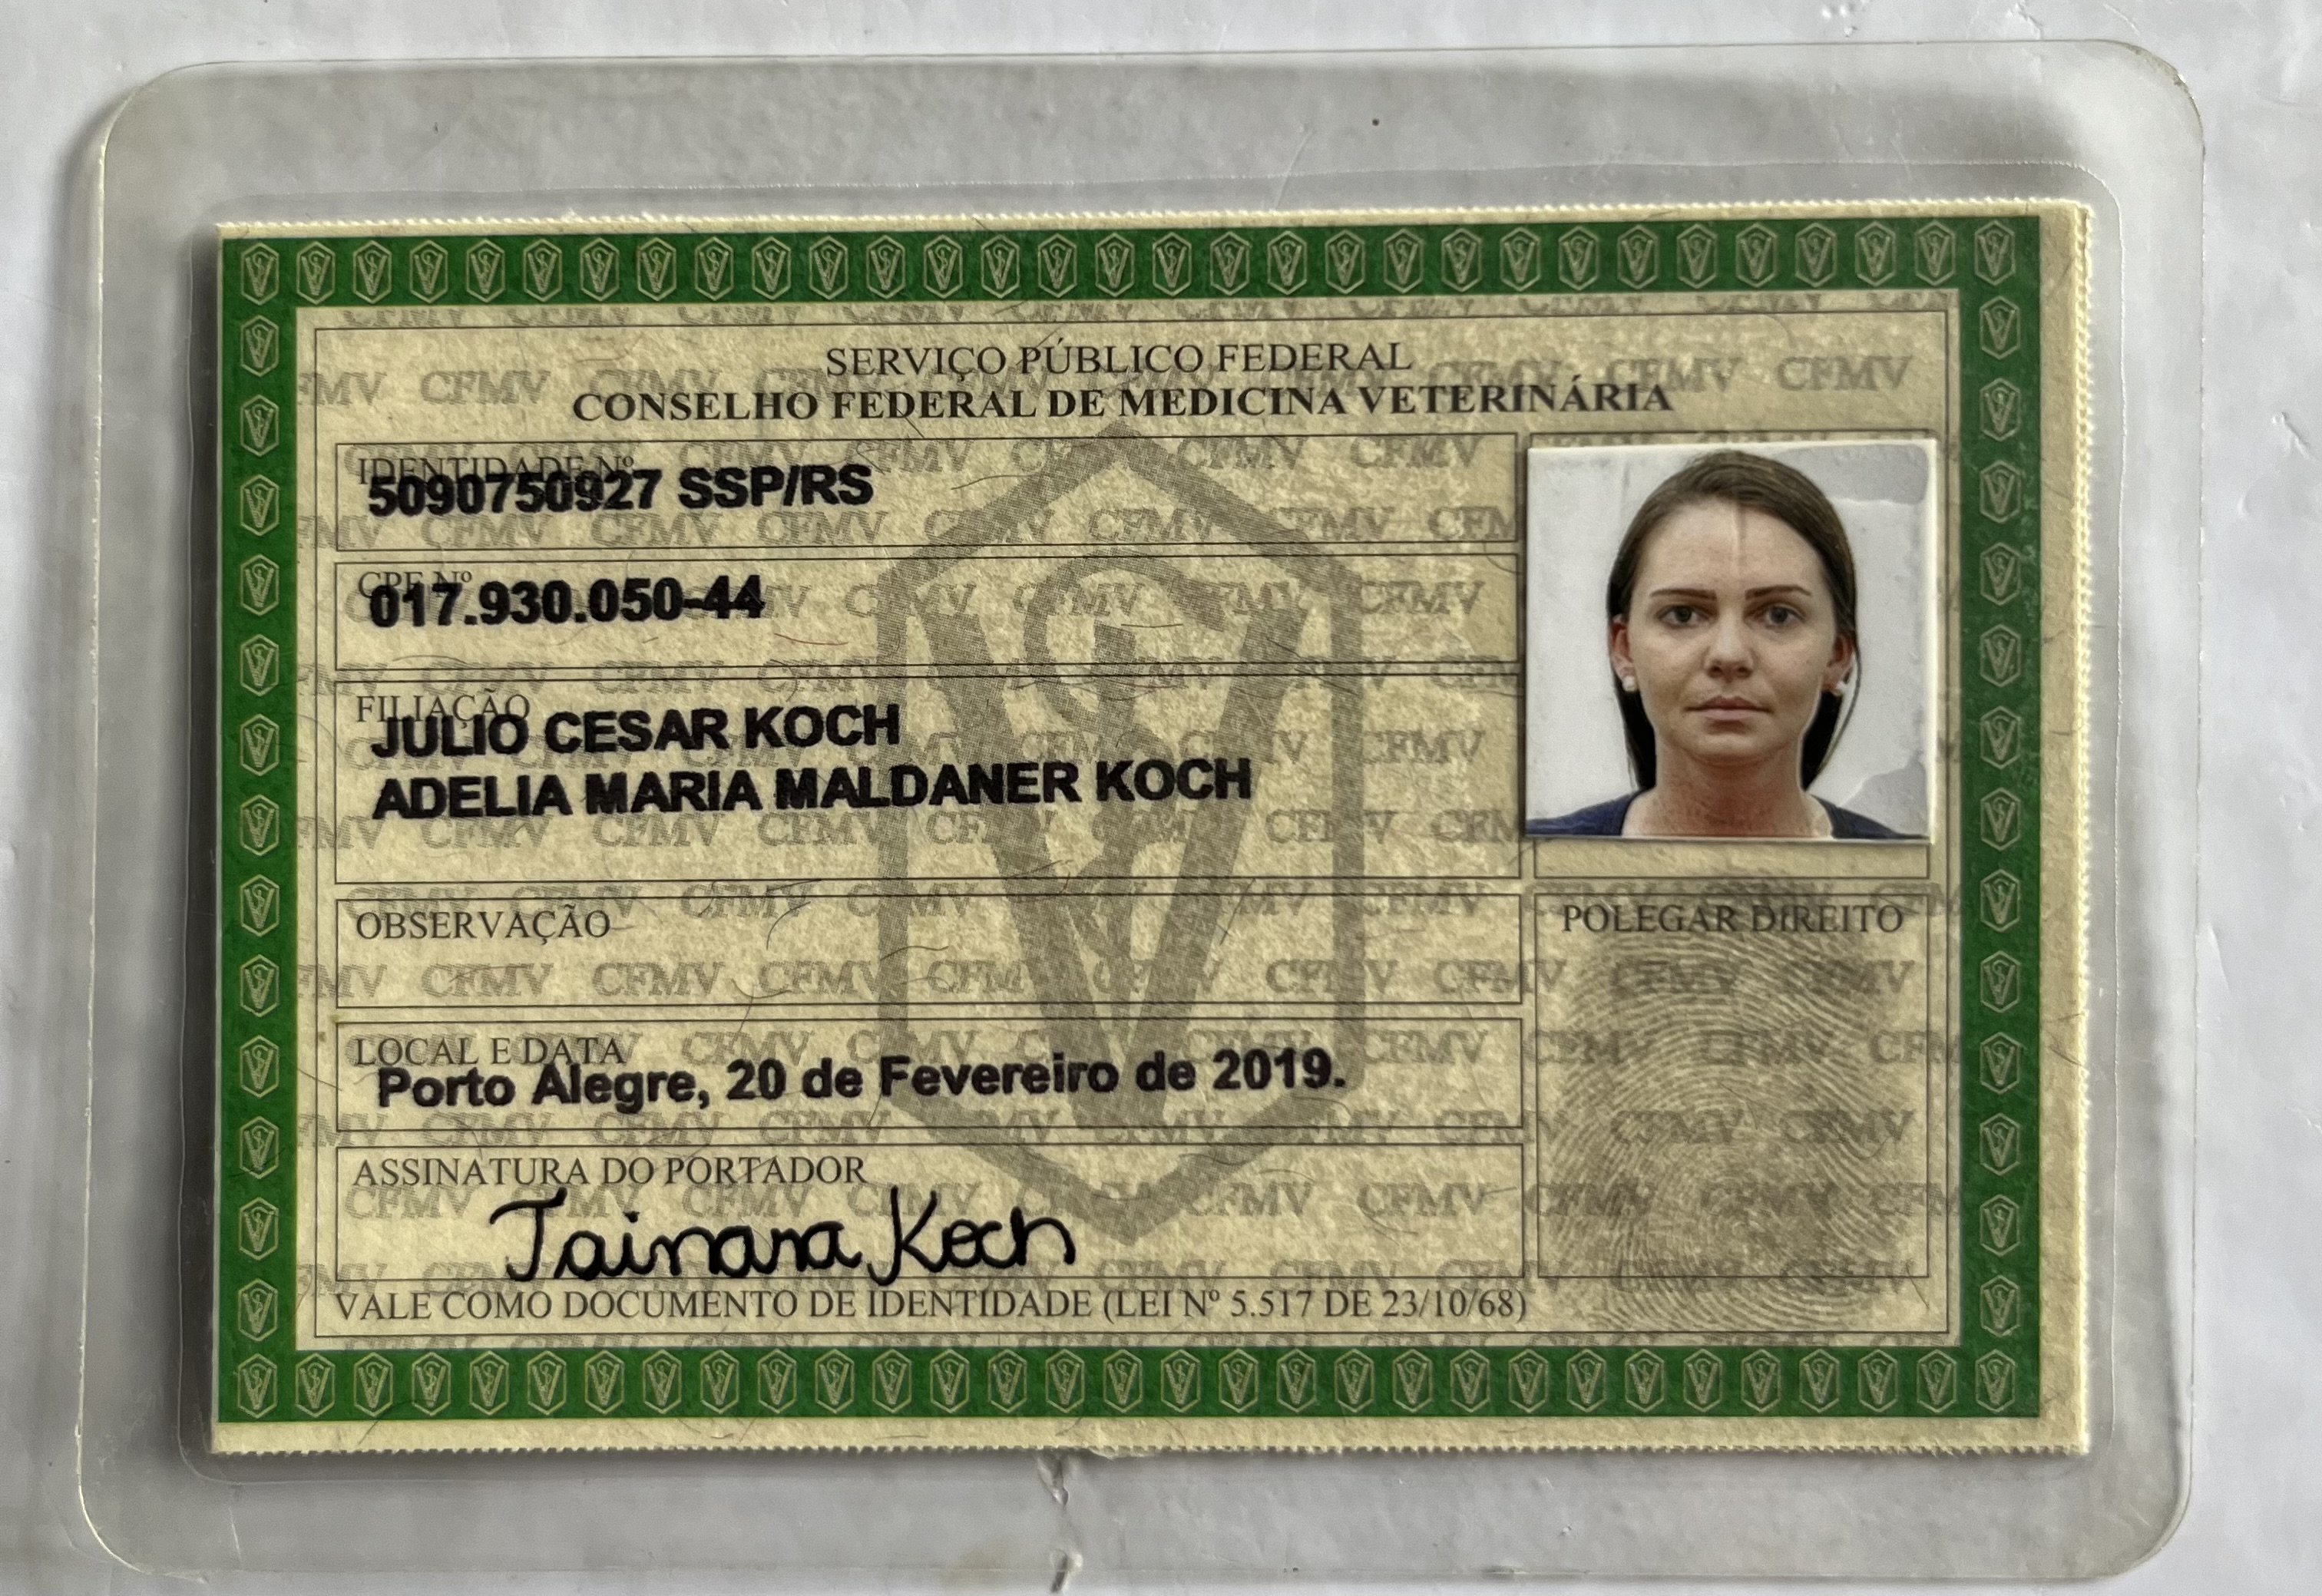 SERVIÇO PÚBLICO FEDERAL
CONSELHO FEDERAL DE MEDICINA VETERINÁRIA
IDENTIDADE Nº
5090750927 SSP/RS
CPF Nº
017.930.050-44
FILIAÇÃO
JULIO CESAR KOCH
ADELIA MARIA MALDANER KOCH
OBSERVAÇÃO
POLEGAR DIREITO
LOCAL E DATA
Porto Alegre, 20 de Fevereiro de 2019.
ASSINATURA DO PORTADOR
Tainara Koch
VALE COMO DOCUMENTO DE IDENTIDADE (LEI Nº 5.517 DE 23/10/68)